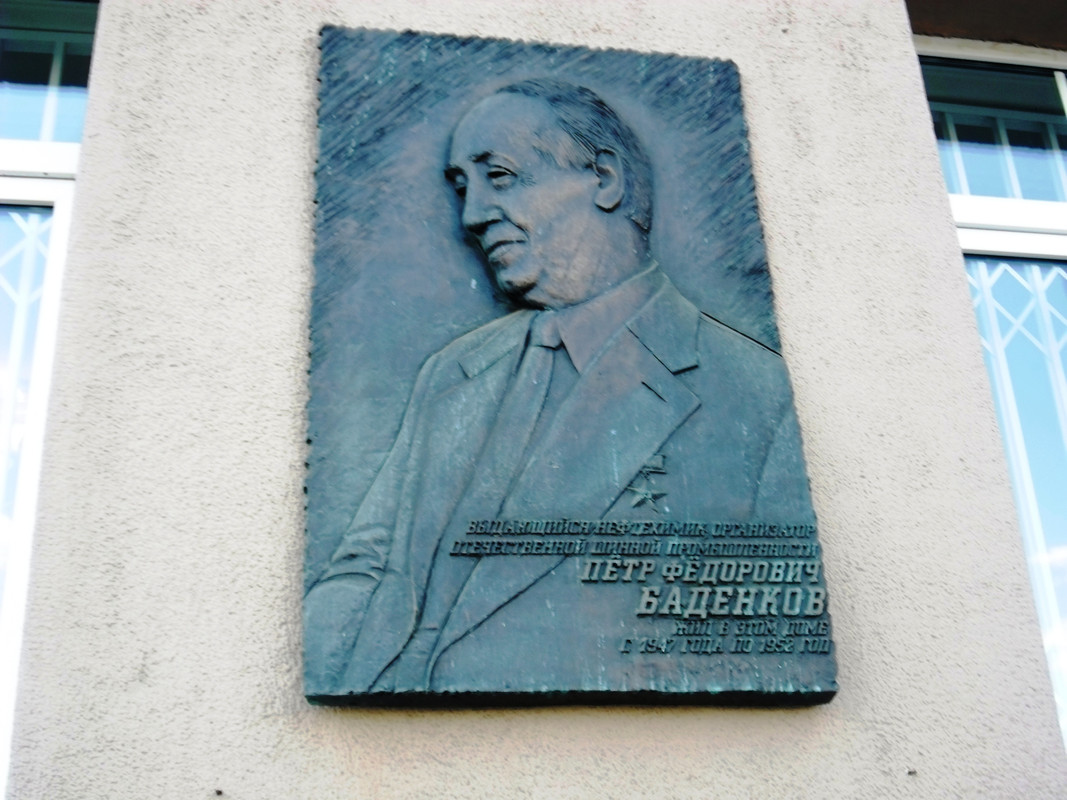 ВЫДАЮЩИЙСЯ НЕФТЕХИМИК, ОРГАНИЗАТОР
ОТЕЧЕСТВЕННОЙ ШИННОЙ ПРОМЫШЛЕННОСТИ
ПЁТР ФЁДОРОВИЧ
БАДЕНКОВ
ЖИЛ В ЭТОМ ДОМЕ
С 1947 ГОДА ПО 1952 ГОД